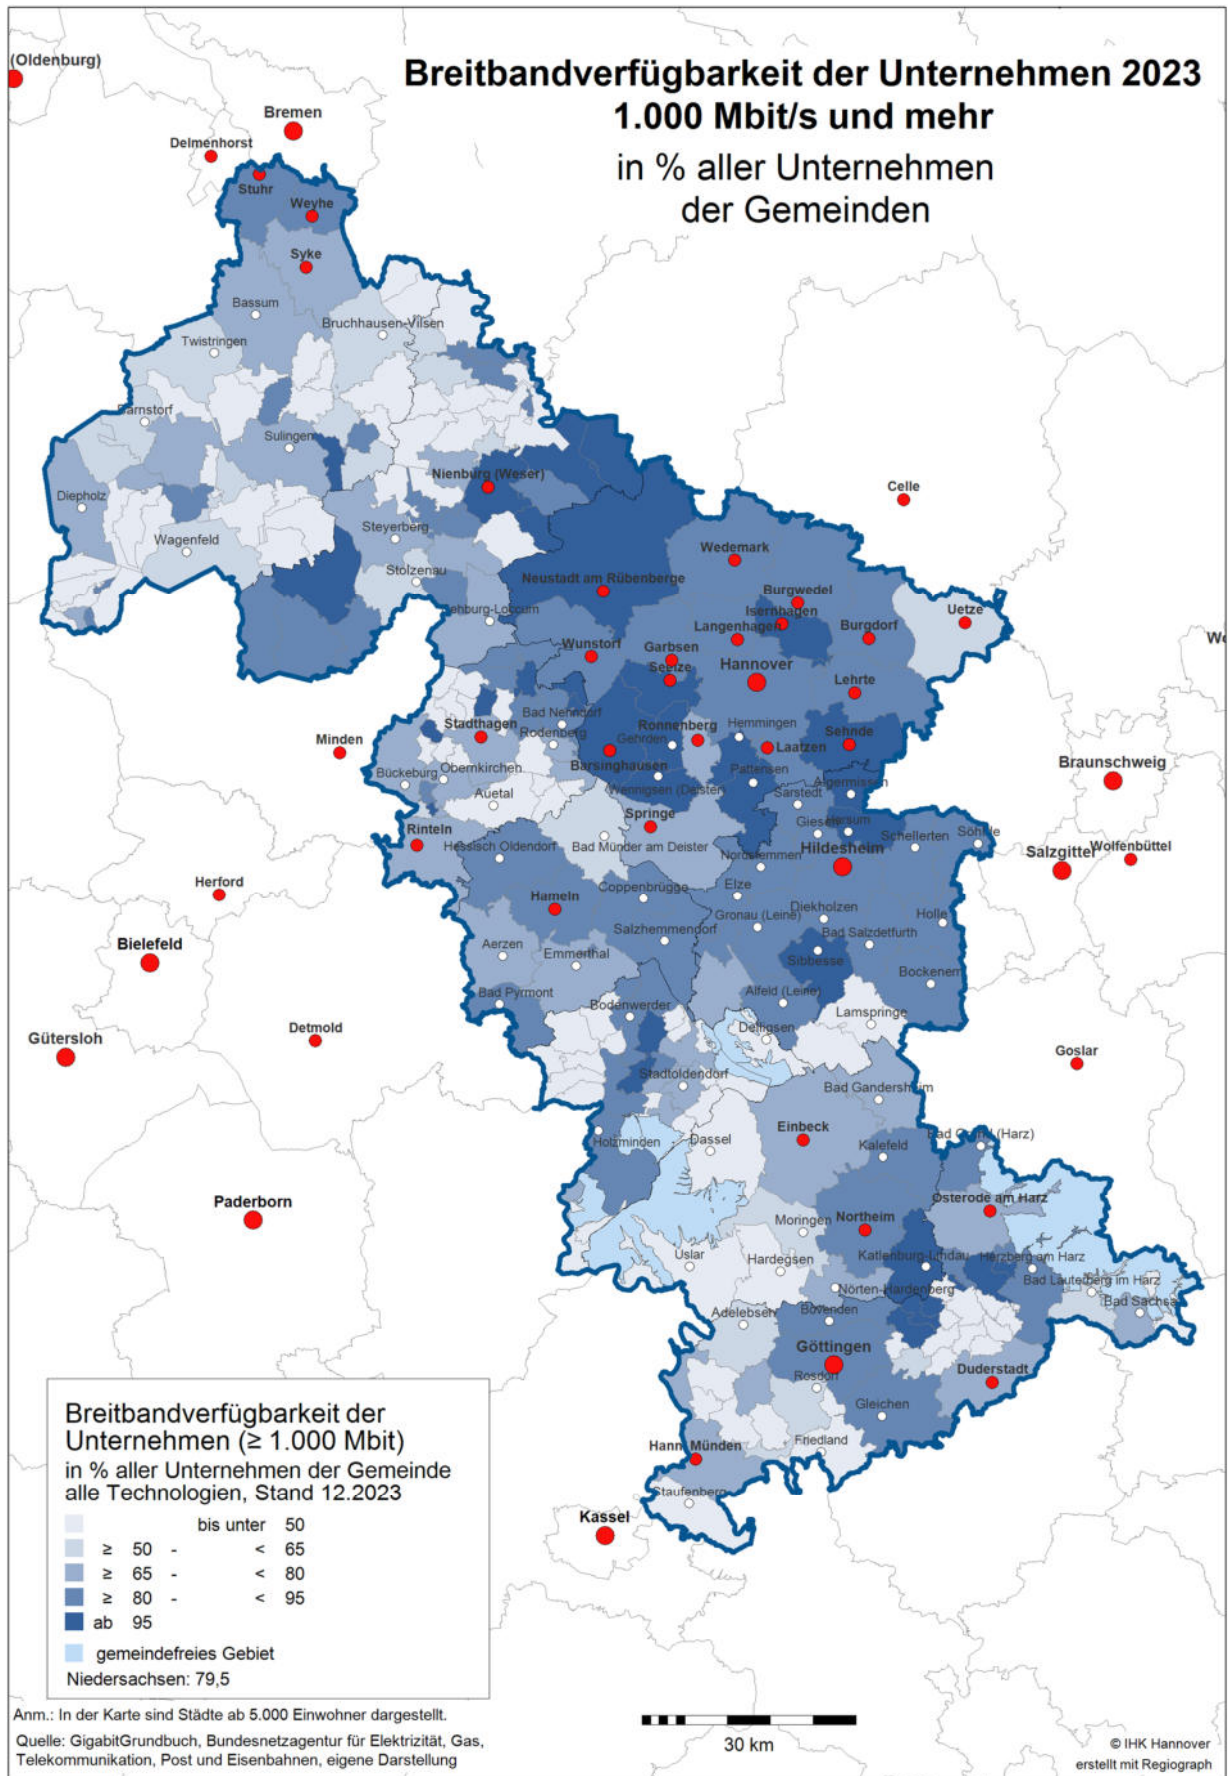 Breitbandverfügbarkeit der Unternehmen 2023
1.000 Mbit/s und mehr
in % aller Unternehmen
der Gemeinden
(Oldenburg)
Bremen
Delmenhorst
Stuhr
Weyhe
Syke
Bassum
Bruchhausen-Vilsen
Twistringen
Barnstorf
Sulingen
Nienburg (Weser)
Diepholz
Celle
Steyerberg
Wagenfeld
Wedemark
Stolzenau
Neustadt am Rübenberge
Burgwedel
Isernhagen
Uetze
Rehburg-Loccum
Langenhagen
Burgdorf
Wunstorf
Garbsen
Seelze
Hannover
Lehrte
Bad Nenndorf
Stadthagen
Ronnenberg
Hemmingen
Sehnde
Minden
Rodenberg
Gehrden
Laatzen
Barsinghausen
Braunschweig
Bückeburg
Obernkirchen
Pattensen
Algermissen
Wennigsen (Deister)
Auetal
Sarstedt
Springe
Giesen
Harsum
Rinteln
Schellerten
Söhlde
Hessisch Oldendorf
Bad Münder am Deister
Hildesheim
Salzgitter
Wolfenbüttel
Nordstemmen
Herford
Coppenbrügge
Elze
Hameln
Diekholzen
Gronau (Leine)
Holle
Bielefeld
Salzhemmendorf
Bad Salzdetfurth
Aerzen
Emmerthal
Sibbesse
Bockenem
Bad Pyrmont
Bodenwerder
Alfeld (Leine)
Lamspringe
Detmold
Gütersloh
Delligsen
Goslar
Stadtoldendorf
Bad Gandersheim
Holzminden
Dassel
Einbeck
Bad Grund (Harz)
Kalefeld
Paderborn
Osterode am Harz
Moringen
Northeim
Uslar
Hardegsen
Katlenburg-Lindau
Herzberg am Harz
Bad Lauterberg im Harz
Nörten-Hardenberg
Bad Sachsa
Adelebsen
Bovenden
Göttingen
Duderstadt
Rosdorf
Gleichen
Hann. Münden
Friedland
Staufenberg
Kassel
Breitbandverfügbarkeit der
Unternehmen (≥ 1.000 Mbit)
in % aller Unternehmen der Gemeinde
alle Technologien, Stand 12.2023
bis unter 50
≥ 50 - < 65
≥ 65 - < 80
≥ 80 - < 95
ab 95
gemeindefreies Gebiet
Niedersachsen: 79,5
Anm.: In der Karte sind Städte ab 5.000 Einwohner dargestellt.
Quelle: GigabitGrundbuch, Bundesnetzagentur für Elektrizität, Gas,
Telekommunikation, Post und Eisenbahnen, eigene Darstellung
30 km
© IHK Hannover
erstellt mit Regiograph